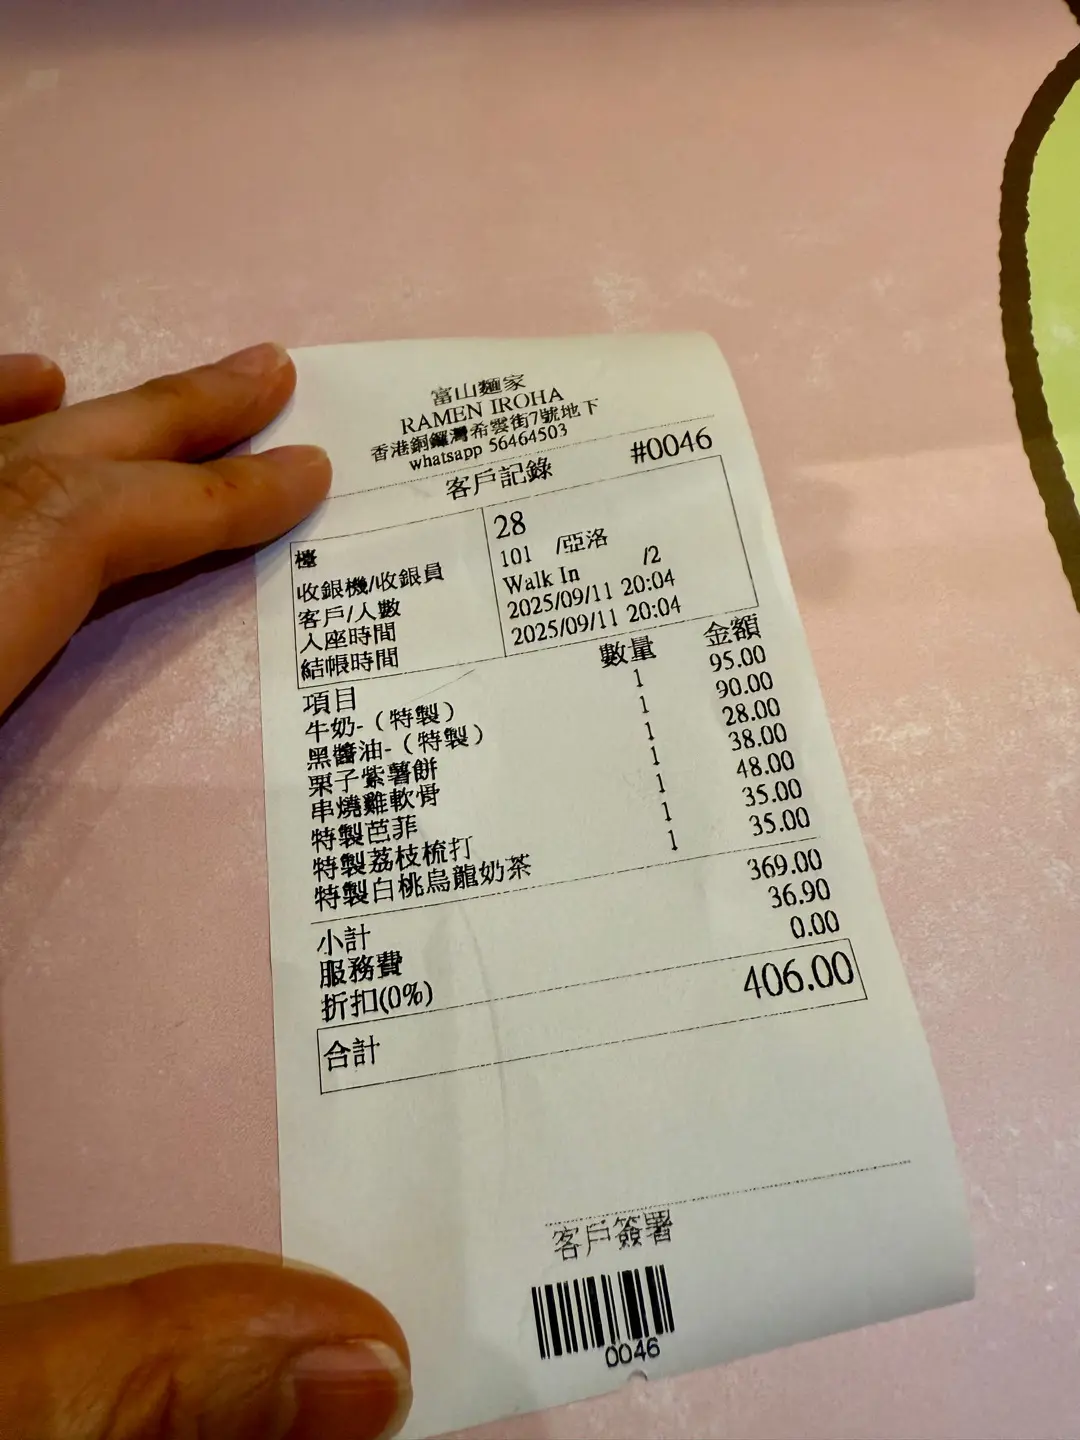 富山麵家
RAMEN IROHA
香港銅鑼灣希雲街7號地下
whatsapp 56464503
客戶記錄 #0046
檯 28
收銀機/收銀員 101 /亞洛
客戶/人數 Walk In /2
入座時間 2025/09/11 20:04
結帳時間 2025/09/11 20:04
項目 數量 金額
牛奶-（特製） 1 95.00
黑醬油-（特製） 1 90.00
栗子紫薯餅 1 28.00
串燒雞軟骨 1 38.00
特製芭菲 1 48.00
特製荔枝梳打 1 35.00
特製白桃烏龍奶茶 1 35.00
小計 369.00
服務費 36.90
折扣(0%) 0.00
合計 406.00
客戶簽署
0046